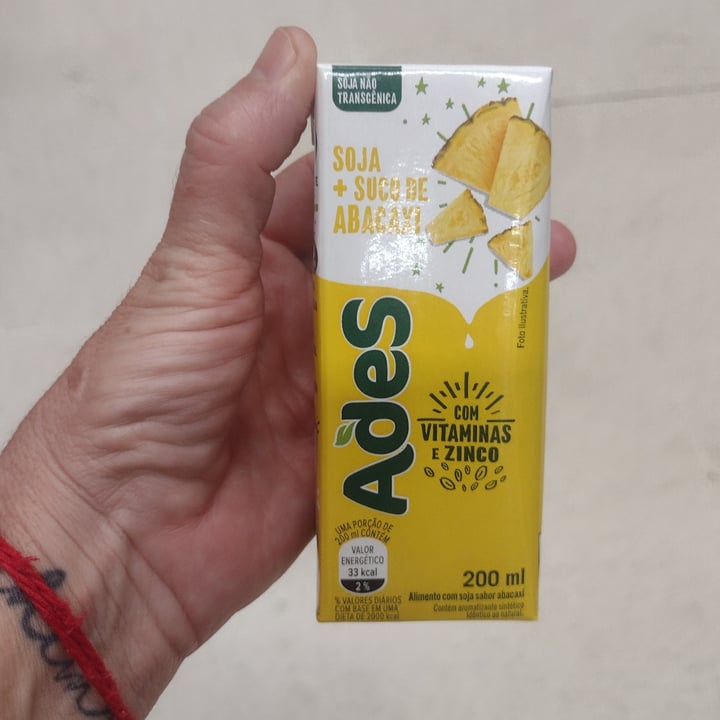 SOJA NÃO
TRANSGÊNICA
SOJA
+ SUCO DE
ABACAXI
Foto ilustrativa.
AdeS
COM
VITAMINAS
E ZINCO
UMA PORÇÃO DE
200 ml CONTÉM
VALOR
ENERGÉTICO
33 kcal
2 %
% VALORES DIÁRIOS
COM BASE EM UMA
DIETA DE 2000 kcal
200 ml
Alimento com soja sabor abacaxi
Contém aromatizante sintético
idêntico ao natural.